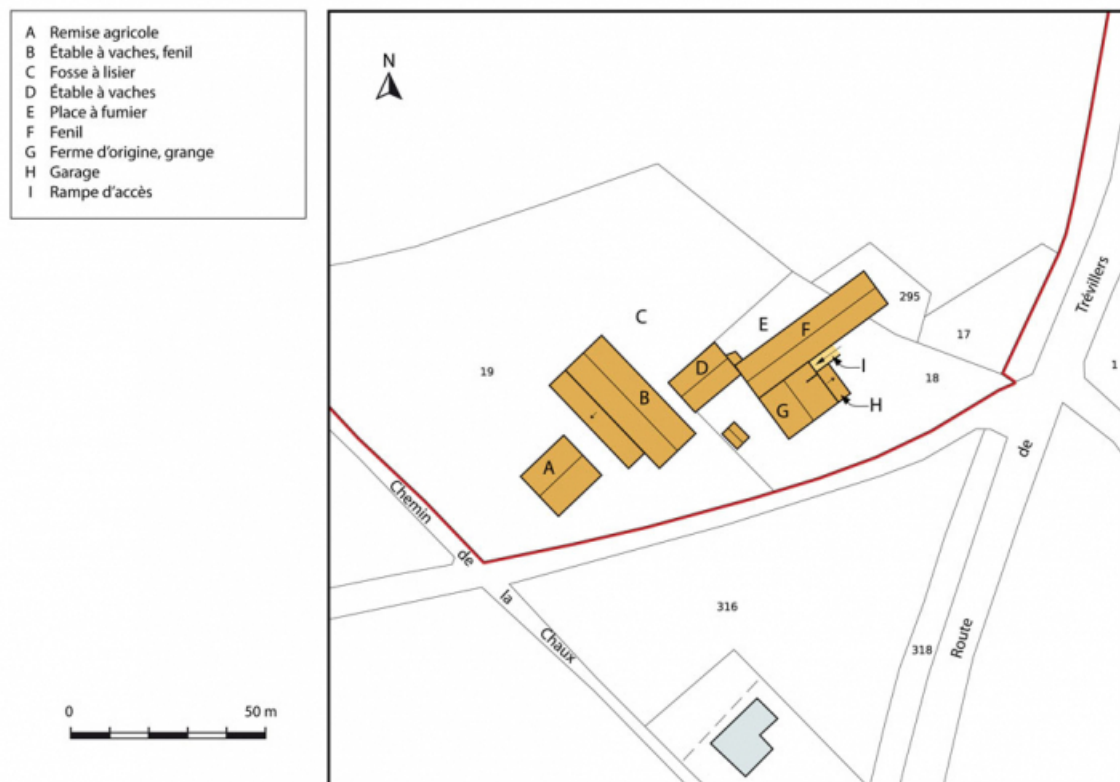 A Remise agricole
B Étable à vaches, fenil
C Fosse à lisier
D Étable à vaches
E Place à fumier
F Fenil
G Ferme d'origine, grange
H Garage
I Rampe d'accès
N
C
E
F
295
Trévillers
17
I
18
1
19
D
B
G
H
A
de
Chemin
de
la
Chaux
316
318
Route
0 50 m